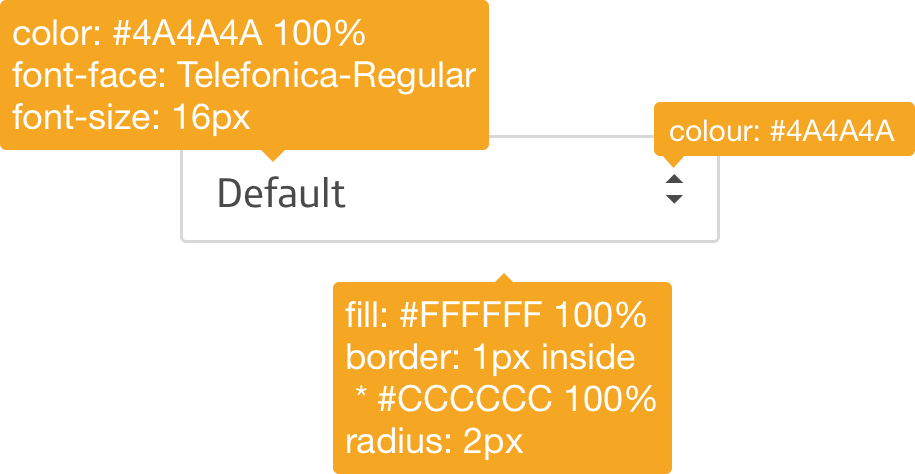 color: #4A4A4A 100%
font-face: Telefonica-Regular
font-size: 16px
colour: #4A4A4A
Default
fill: #FFFFFF 100%
border: 1px inside
* #CCCCCC 100%
radius: 2px